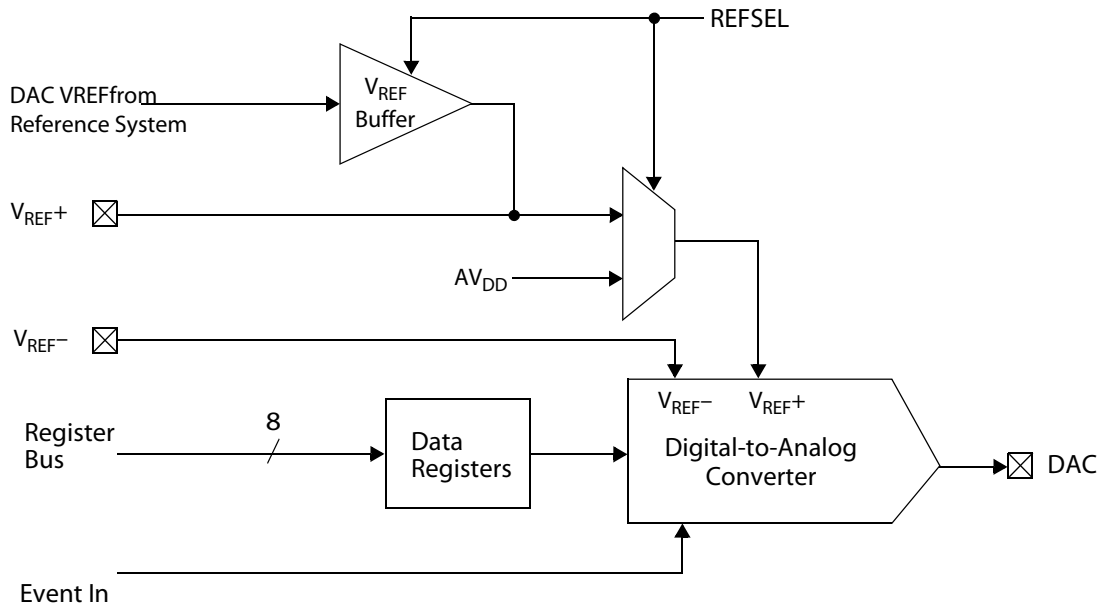 REFSEL
DAC VREFfrom
Reference System
VREF
Buffer
VREF+
AVDD
VREF–
VREF– VREF+
Register
Bus
8
Data
Registers
Digital-to-Analog
Converter
DAC
Event In